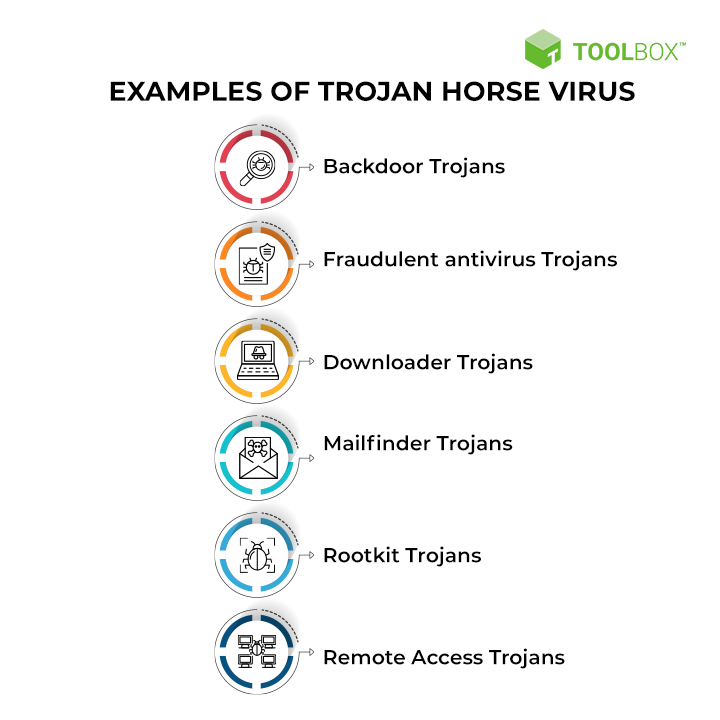 TOOLBOX™
EXAMPLES OF TROJAN HORSE VIRUS
Backdoor Trojans
Fraudulent antivirus Trojans
Downloader Trojans
Mailfinder Trojans
Rootkit Trojans
Remote Access Trojans